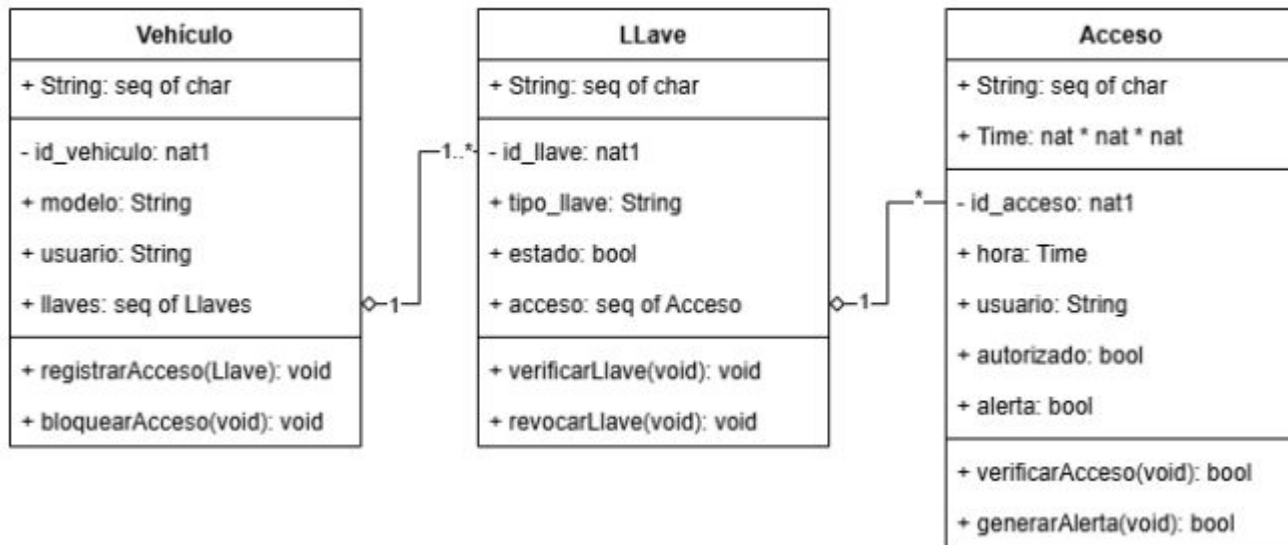 Vehículo
+ String: seq of char
- id_vehiculo: nat1
+ modelo: String
+ usuario: String
+ llaves: seq of Llaves
+ registrarAcceso(Llave): void
+ bloquearAcceso(void): void
1
1..*
LLave
+ String: seq of char
- id_llave: nat1
+ tipo_llave: String
+ estado: bool
+ acceso: seq of Acceso
+ verificarLlave(void): void
+ revocarLlave(void): void
1
*
Acceso
+ String: seq of char
+ Time: nat * nat * nat
- id_acceso: nat1
+ hora: Time
+ usuario: String
+ autorizado: bool
+ alerta: bool
+ verificarAcceso(void): bool
+ generarAlerta(void): bool